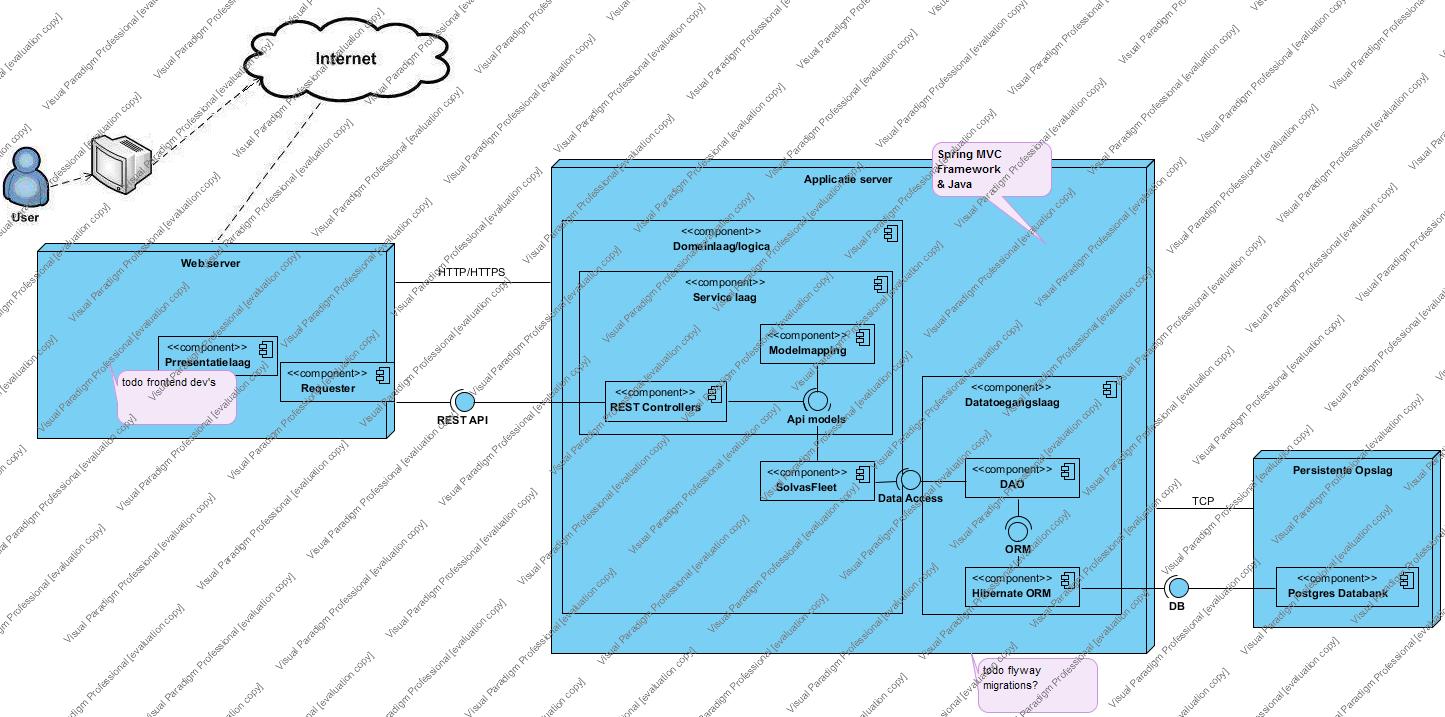 Internet
User
Web server
<<component>>
Prresentatielaag
todo frontend dev's
<<component>>
Requester
HTTP/HTTPS
REST API
Applicatie server
Spring MVC
Framework
& Java
<<component>>
Domeinlaag/logica
<<component>>
Service laag
<<component>>
Modelmapping
<<component>>
REST Controllers
Api models
<<component>>
SolvasFleet
Data Access
<<component>>
Datatoegangslaag
<<component>>
DAO
ORM
<<component>>
Hibernate ORM
todo flyway
migrations?
TCP
DB
Persistente Opslag
<<component>>
Postgres Databank
Visual Paradigm Professional [evaluation copy]